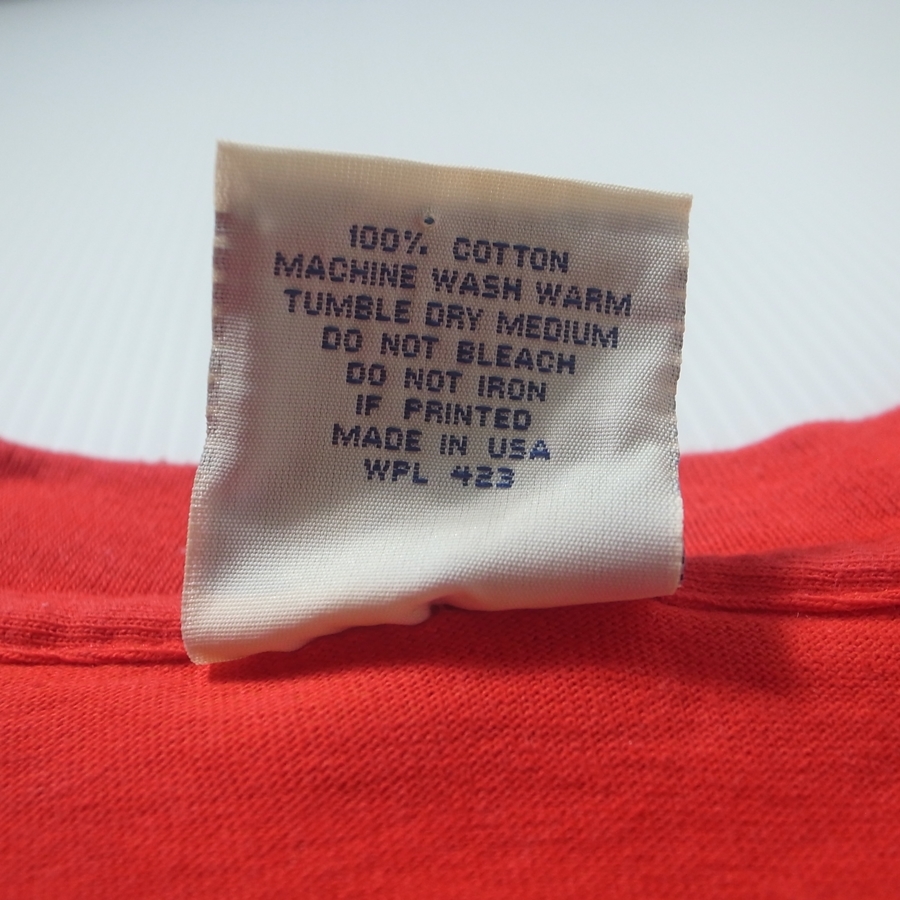 100% COTTON
MACHINE WASH WARM
TUMBLE DRY MEDIUM
DO NOT BLEACH
DO NOT IRON
IF PRINTED
MADE IN USA
WPL 423